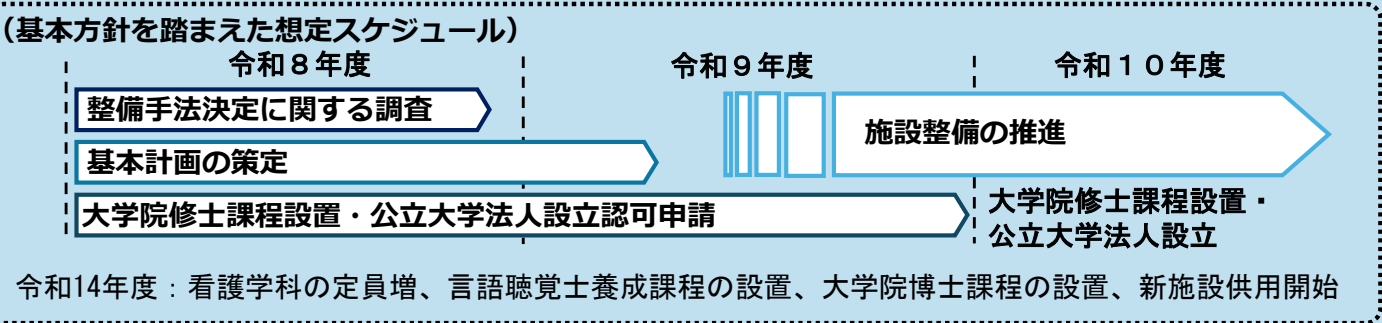 （基本方針を踏まえた想定スケジュール）
令和８年度
令和９年度
令和１０年度
整備手法決定に関する調査
施設整備の推進
基本計画の策定
大学院修士課程設置・公立大学法人設立認可申請
大学院修士課程設置・
公立大学法人設立
令和14年度：看護学科の定員増、言語聴覚士養成課程の設置、大学院博士課程の設置、新施設供用開始